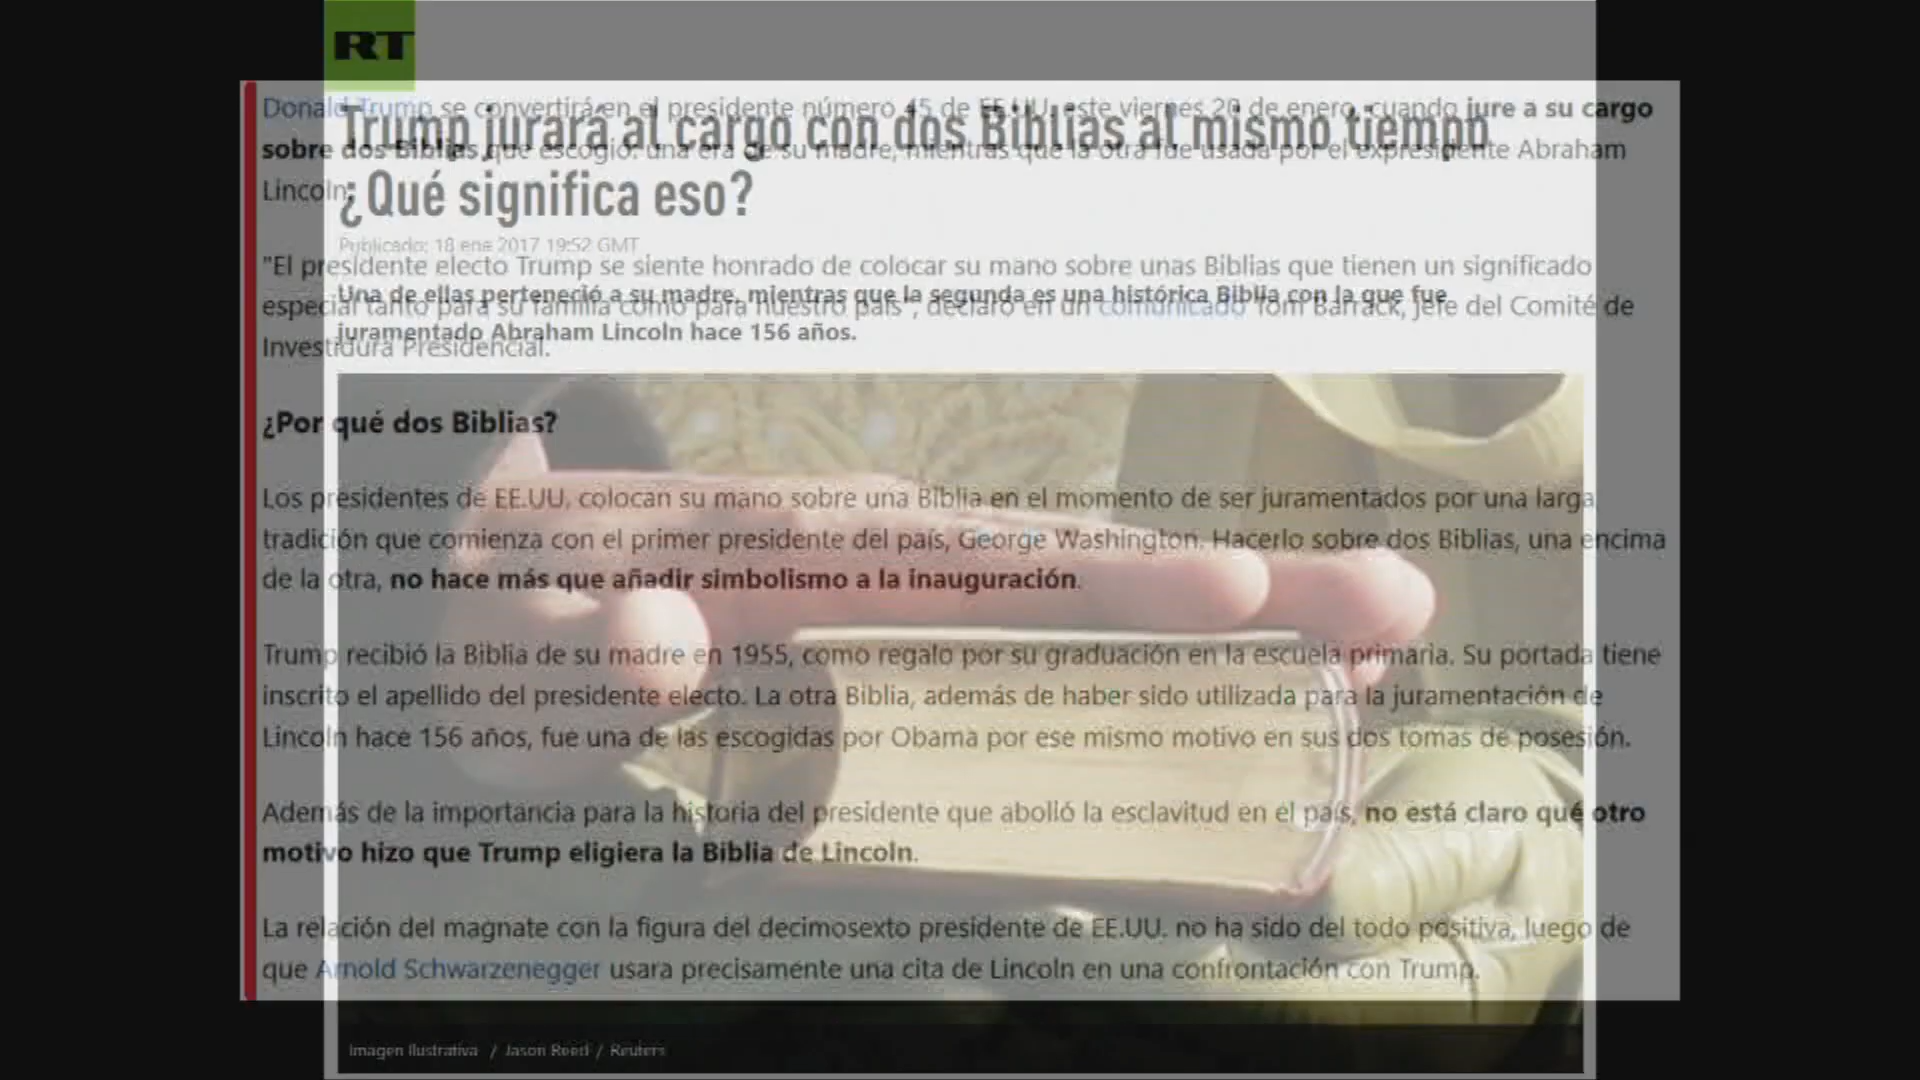 RT
Trump jurará al cargo con dos Biblias al mismo tiempo
¿Qué significa eso?
Publicado: 18 ene 2017 19:52 GMT
Una de ellas perteneció a su madre, mientras que la segunda es una histórica Biblia con la que fue
juramentado Abraham Lincoln hace 156 años.
Imagen Ilustrativa / Jason Reed / Reuters
Donald Trump se convertirá en el presidente número 45 de EE.UU. este viernes 20 de enero, cuando jure a su cargo
sobre dos Biblias que escogió: una era de su madre, mientras que la otra fue usada por el expresidente Abraham
Lincoln.
"El presidente electo Trump se siente honrado de colocar su mano sobre unas Biblias que tienen un significado
especial tanto para su familia como para nuestro país", declaró en un comunicado Tom Barrack, jefe del Comité de
Investidura Presidencial.
¿Por qué dos Biblias?
Los presidentes de EE.UU. colocan su mano sobre una Biblia en el momento de ser juramentados por una larga
tradición que comienza con el primer presidente del país, George Washington. Hacerlo sobre dos Biblias, una encima
de la otra, no hace más que añadir simbolismo a la inauguración.
Trump recibió la Biblia de su madre en 1955, como regalo por su graduación en la escuela primaria. Su portada tiene
inscrito el apellido del presidente electo. La otra Biblia, además de haber sido utilizada para la juramentación de
Lincoln hace 156 años, fue una de las escogidas por Obama por ese mismo motivo en sus dos tomas de posesión.
Además de la importancia para la historia del presidente que abolió la esclavitud en el país, no está claro qué otro
motivo hizo que Trump eligiera la Biblia de Lincoln.
La relación del magnate con la figura del decimosexto presidente de EE.UU. no ha sido del todo positiva, luego de
que Arnold Schwarzenegger usara precisamente una cita de Lincoln en una confrontación con Trump.